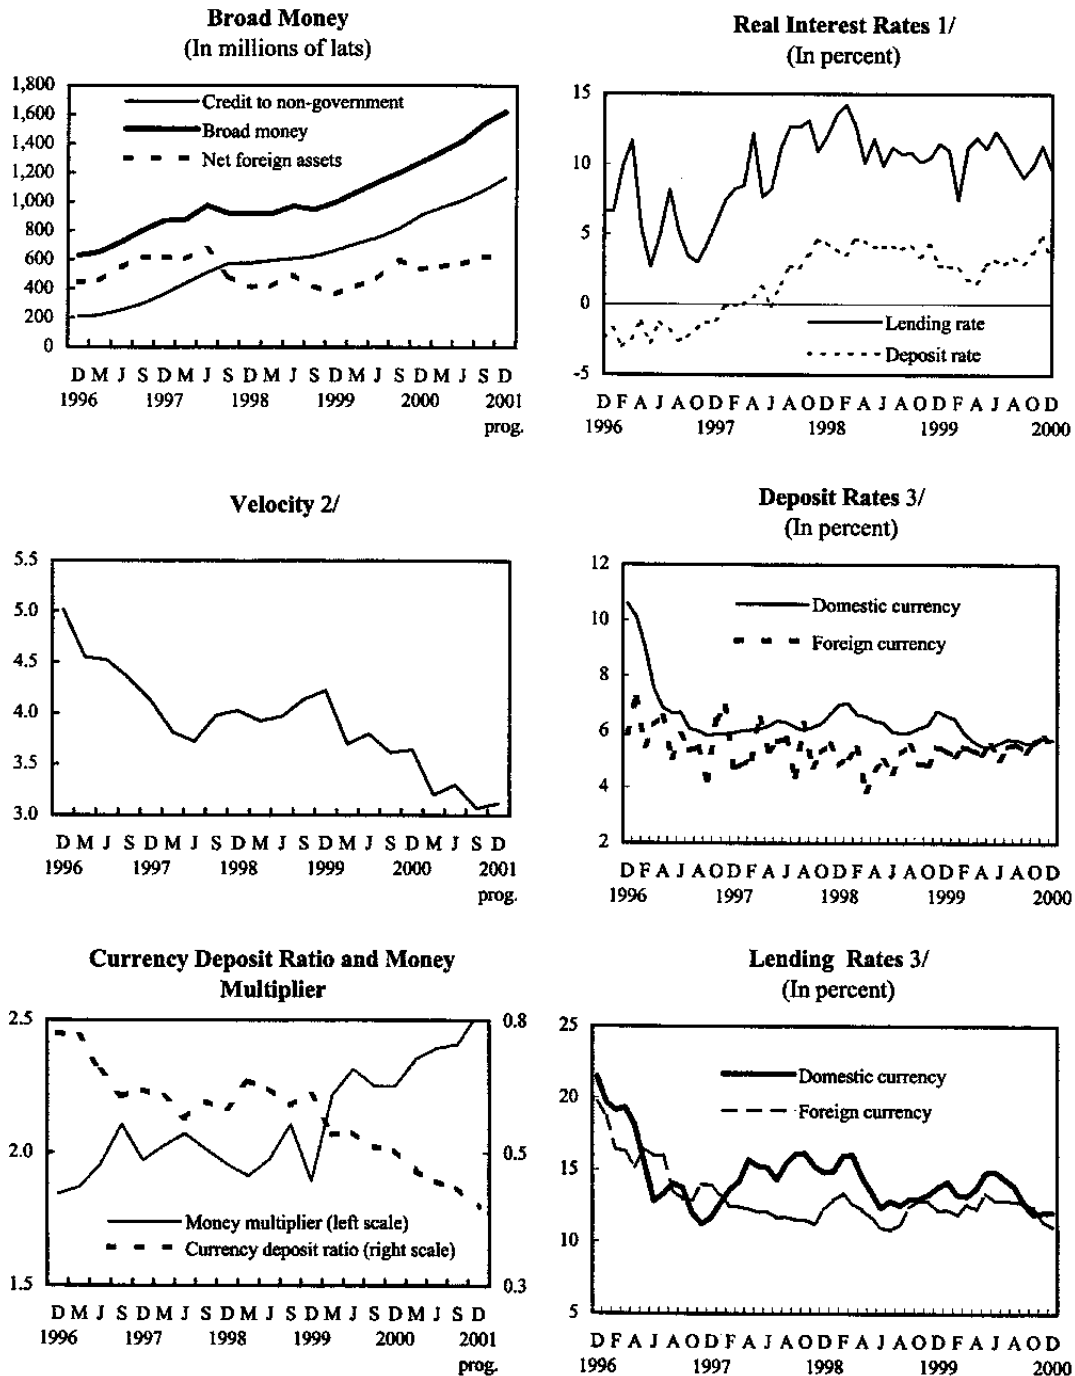 Broad Money
(In millions of lats)
1,800
1,600
1,400
1,200
1,000
800
600
400
200
0
Credit to non-government
Broad money
Net foreign assets
D M J S D M J S D M J S D M J S D M J S D
1996 1997 1998 1999 2000 2001
prog.
Real Interest Rates 1/
(In percent)
15
10
5
0
-5
Lending rate
Deposit rate
D F A J A O D F A J A O D F A J A O D F A J A O D
1996 1997 1998 1999 2000
Velocity 2/
5.5
5.0
4.5
4.0
3.5
3.0
D M J S D M J S D M J S D M J S D M J S D
1996 1997 1998 1999 2000 2001
prog.
Deposit Rates 3/
(In percent)
12
10
8
6
4
2
Domestic currency
Foreign currency
D F A J A O D F A J A O D F A J A O D F A J A O D
1996 1997 1998 1999 2000
Currency Deposit Ratio and Money
Multiplier
2.5
2.0
1.5
0.8
0.5
0.3
Money multiplier (left scale)
Currency deposit ratio (right scale)
D M J S D M J S D M J S D M J S D M J S D
1996 1997 1998 1999 2000 2001
prog.
Lending Rates 3/
(In percent)
25
20
15
10
5
Domestic currency
Foreign currency
D F A J A O D F A J A O D F A J A O D F A J A O D
1996 1997 1998 1999 2000